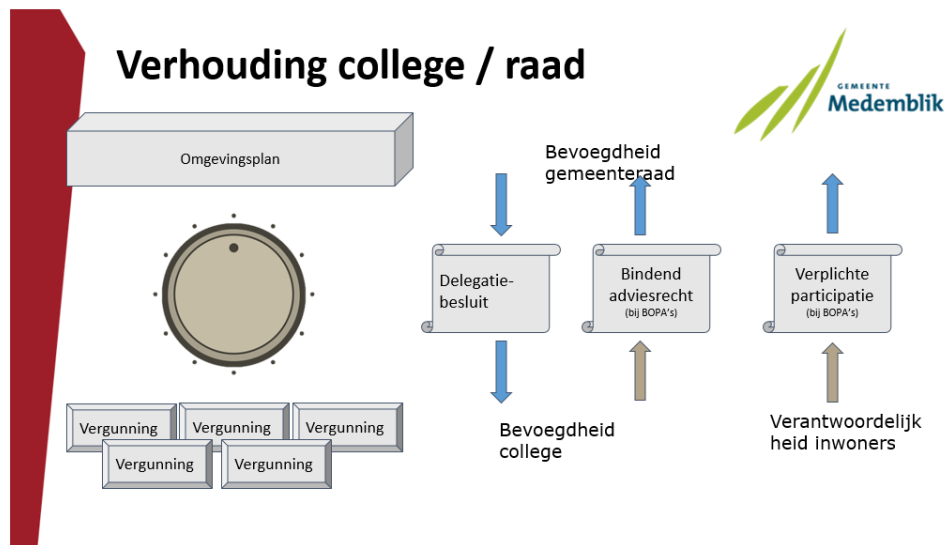 Verhouding college / raad
GEMEENTE
Medemblik
Omgevingsplan
Bevoegdheid
gemeenteraad
Delegatie-
besluit
Bindend
adviesrecht
(bij BOPA's)
Verplichte
participatie
(bij BOPA's)
Vergunning
Vergunning
Vergunning
Vergunning
Vergunning
Bevoegdheid
college
Verantwoordelijk
heid inwoners